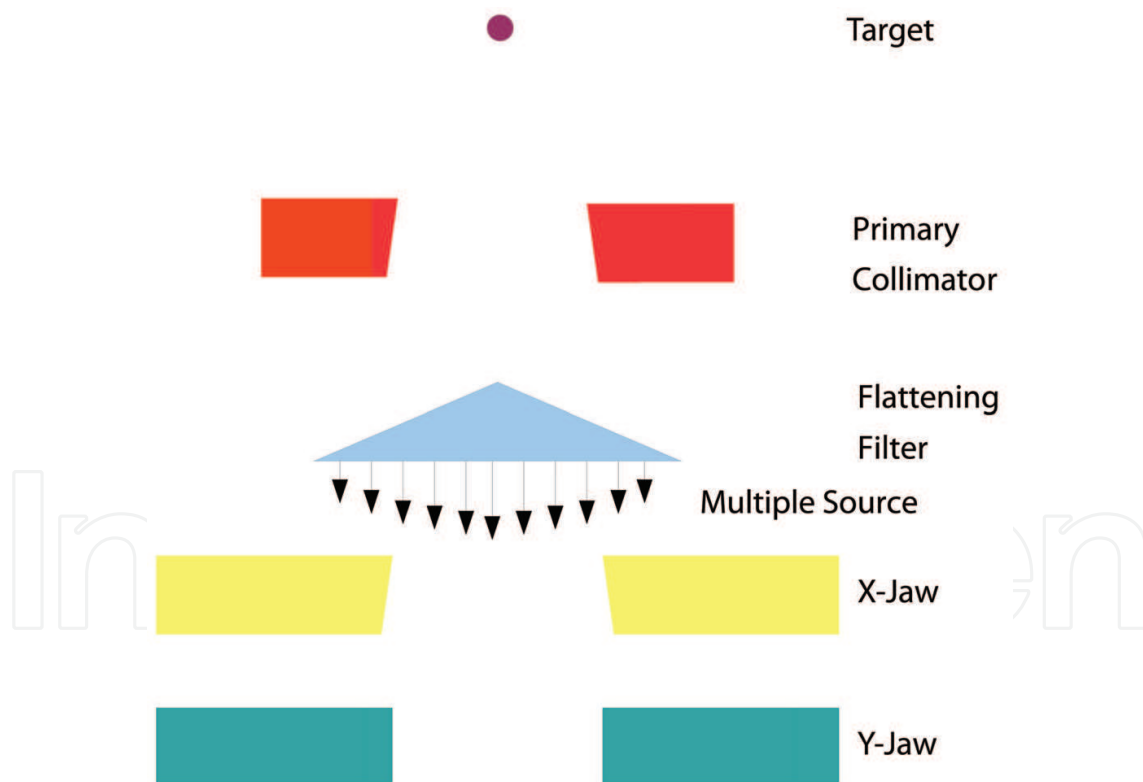 Target
Primary
Collimator
Flattening
Filter
Multiple Source
X-Jaw
Y-Jaw